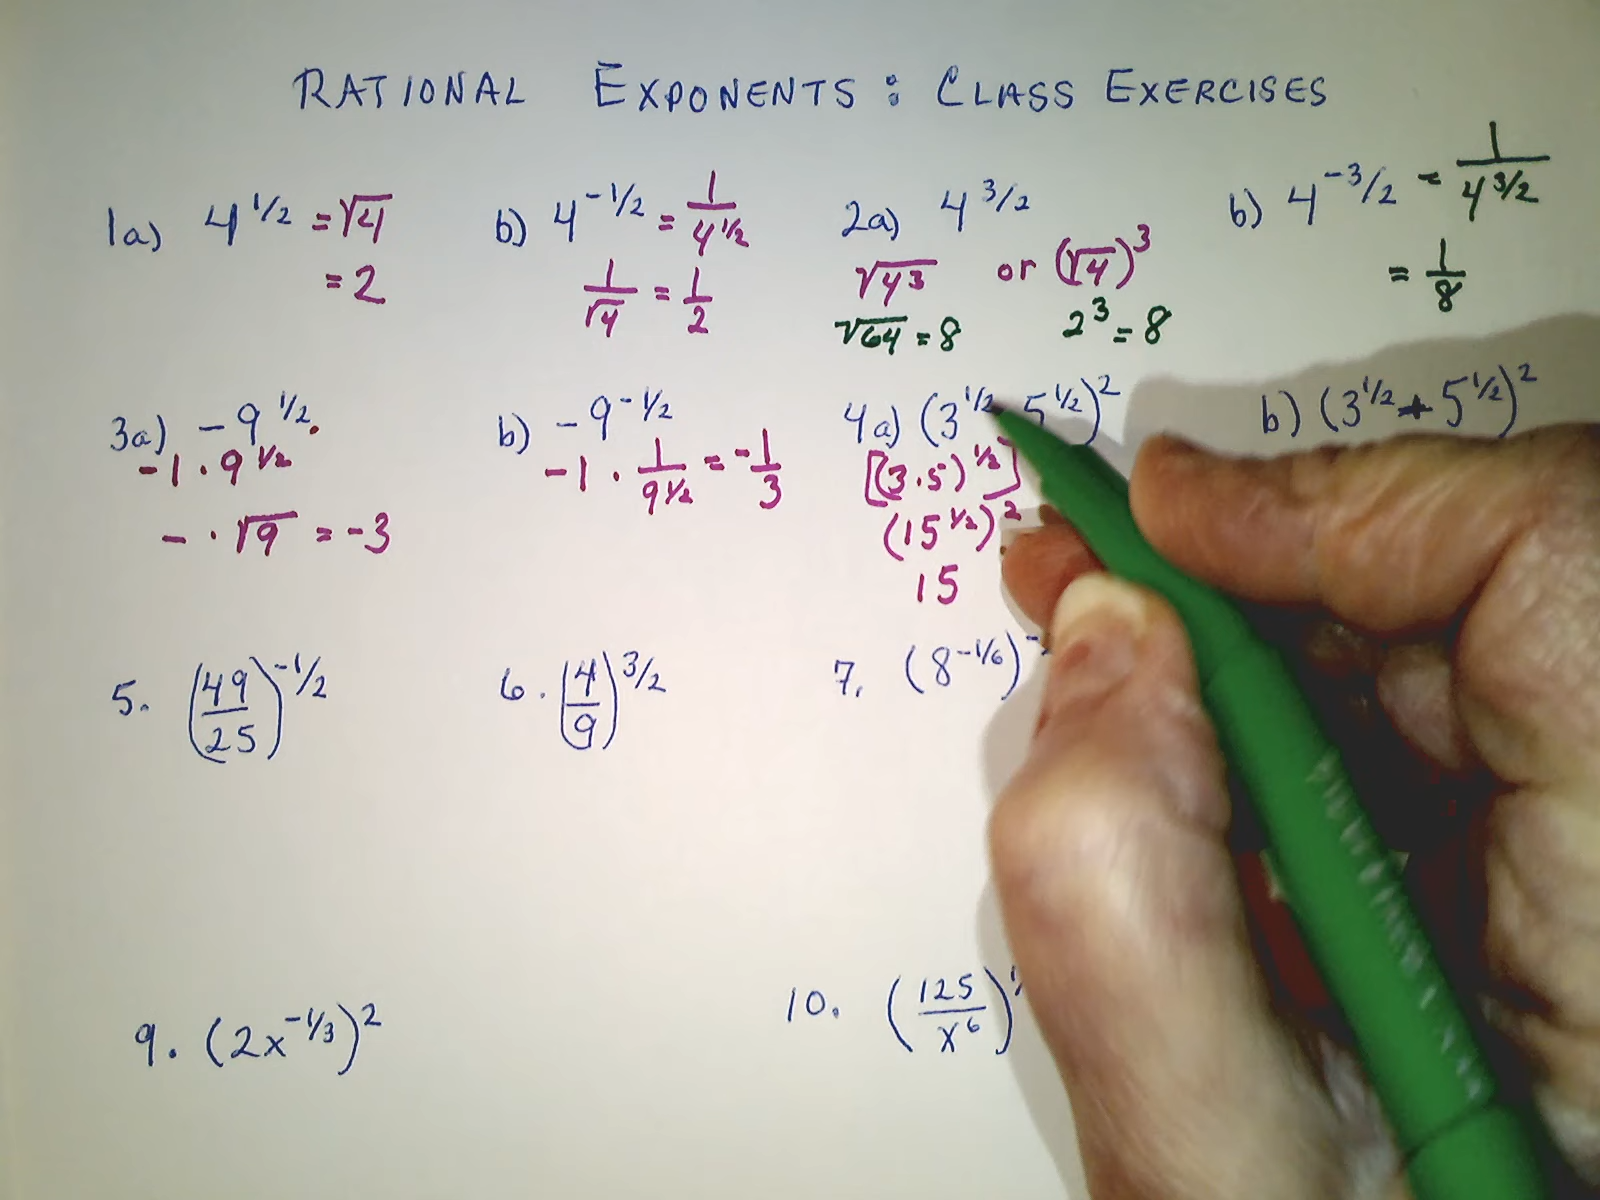 RATIONAL EXPONENTS : CLASS EXERCISES
1a) 4^1/2 = √4
= 2
b) 4^-1/2 = 1/4^1/2
1/√4 = 1/2
2a) 4^3/2
√4^3 or (√4)^3
√64 = 8 2^3 = 8
b) 4^-3/2 = 1/4^3/2
= 1/8
3a) -9^1/2.
-1 · 9^1/2
- · √9 = -3
b) -9^-1/2
-1 · 1/9^1/2 = -1/3
4a) (3^1/2 5^1/2)^2
[(3·5)^1/2]
(15^1/2)^2
15
b) (3^1/2 + 5^1/2)^2
5. (49/25)^-1/2
6. (4/9)^3/2
7. (8^-1/6)
9. (2x^-1/3)^2
10. (125/x^6)